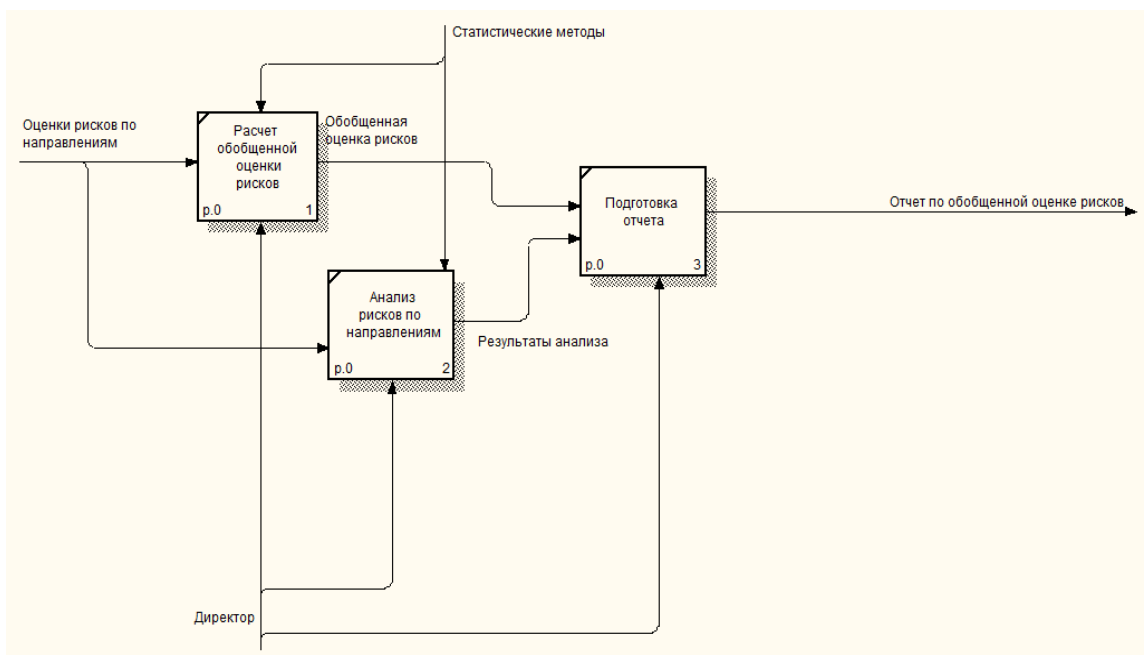 Статистические методы
Оценки рисков по
направлениям
Расчет
обобщенной
оценки
рисков
p.0 1
Обобщенная
оценка рисков
Подготовка
отчета
p.0 3
Отчет по обобщенной оценке рисков
Анализ
рисков по
направлениям
p.0 2
Результаты анализа
Директор